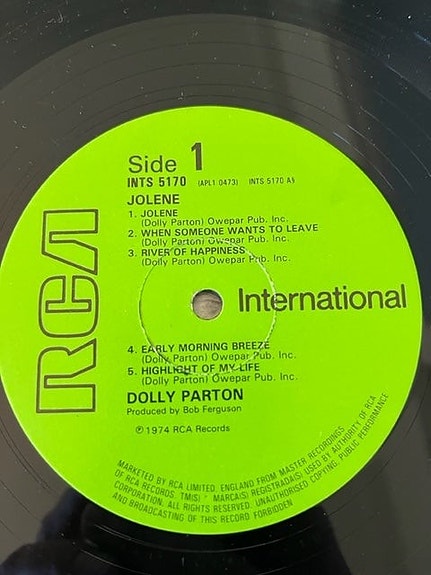 Side 1
INTS 5170 (APL1 0473) INTS 5170 A§
JOLENE
1. JOLENE
(Dolly Parton) Owepar Pub. Inc.
2. WHEN SOMEONE WANTS TO LEAVE
(Dolly Parton) Owepar Pub. Inc.
3. RIVER OF HAPPINESS
(Dolly Parton) Owepar Pub. Inc.
RCA
International
4. EARLY MORNING BREEZE
(Dolly Parton) Owepar Pub. Inc.
5. HIGHLIGHT OF MY LIFE
(Dolly Parton) Owepar Pub. Inc.
DOLLY PARTON
Produced by Bob Ferguson
℗1974 RCA Records
MARKETED BY RCA LIMITED, ENGLAND FROM MASTER RECORDINGS
OF RCA RECORDS. TM(S) ® MARCA(S) REGISTRADA(S) USED BY AUTHORITY OF RCA
CORPORATION. ALL RIGHTS RESERVED. UNAUTHORISED COPYING, PUBLIC PERFORMANCE
AND BROADCASTING OF THIS RECORD FORBIDDEN